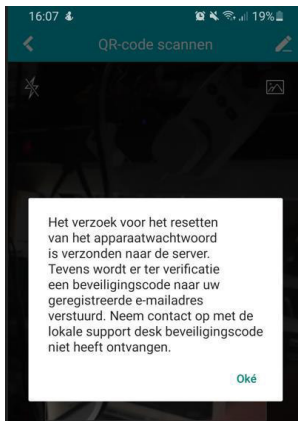 16:07 19%
QR-code scannen
Het verzoek voor het resetten
van het apparaatwachtwoord
is verzonden naar de server.
Tevens wordt er ter verificatie
een beveiligingscode naar uw
geregistreerde e-mailadres
verstuurd. Neem contact op met de
lokale support desk beveiligingscode
niet heeft ontvangen.
Oké